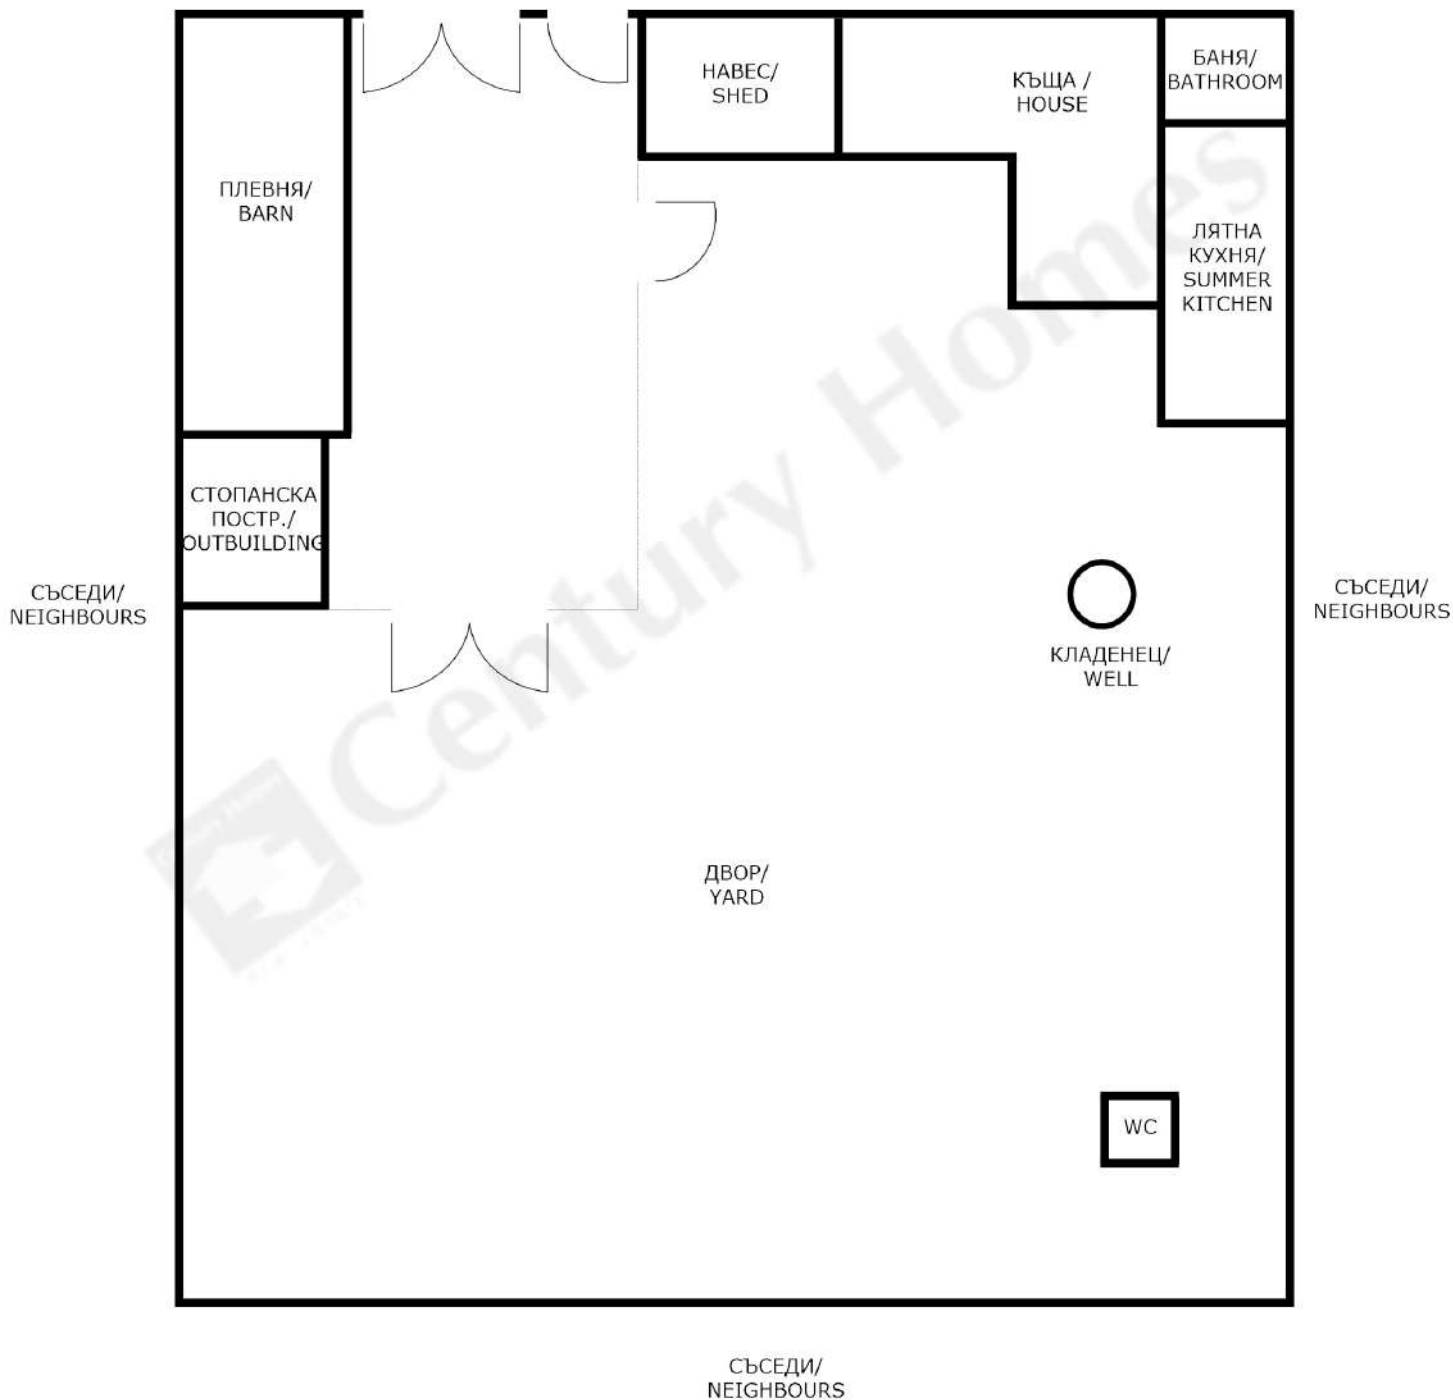 НАВЕС/
SHED
КЪЩА /
HOUSE
БАНЯ/
BATHROOM
ПЛЕВНЯ/
BARN
ЛЯТНА
КУХНЯ/
SUMMER
KITCHEN
СТОПАНСКА
ПОСТР./
OUTBUILDING
СЪСЕДИ/
NEIGHBOURS
СЪСЕДИ/
NEIGHBOURS
КЛАДЕНЕЦ/
WELL
Century Homes
ДВОР/
YARD
WC
СЪСЕДИ/
NEIGHBOURS